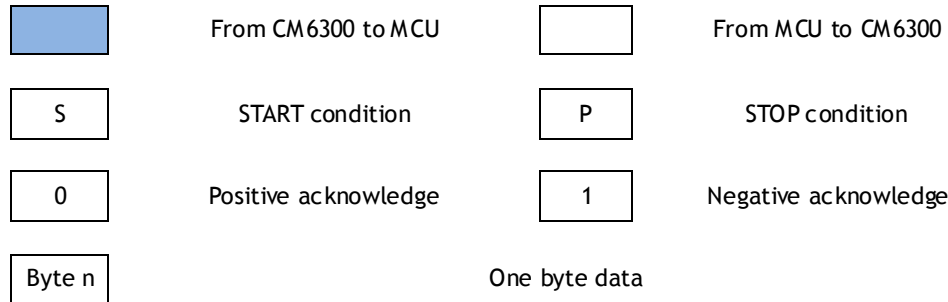 From CM6300 to MCU From MCU to CM6300
S START condition P STOP condition
0 Positive acknowledge 1 Negative acknowledge
Byte n One byte data